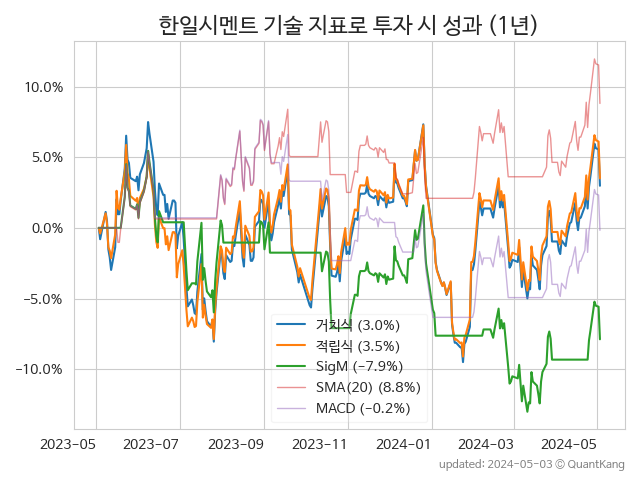 한일시멘트 기술 지표로 투자 시 성과 (1년)
10.0%
5.0%
0.0%
−5.0%
−10.0%
거치식 (3.0%)
적립식 (3.5%)
SigM (−7.9%)
SMA(20) (8.8%)
MACD (−0.2%)
2023-05 2023-07 2023-09 2023-11 2024-01 2024-03 2024-05
updated: 2024-05-03 ⓒ QuantKang